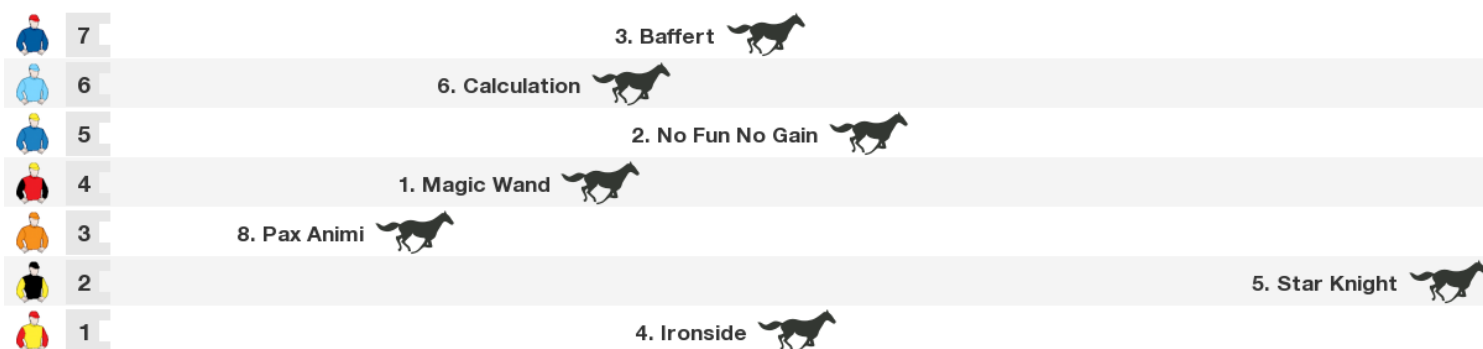 7 3. Baffert
6 6. Calculation
5 2. No Fun No Gain
4 1. Magic Wand
3 8. Pax Animi
2 5. Star Knight
1 4. Ironside